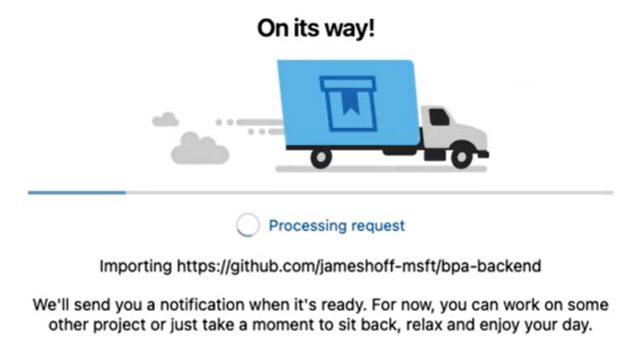 On its way!
Processing request
Importing https://github.com/jameshoff-msft/bpa-backend
We'll send you a notification when it's ready. For now, you can work on some
other project or just take a moment to sit back, relax and enjoy your day.